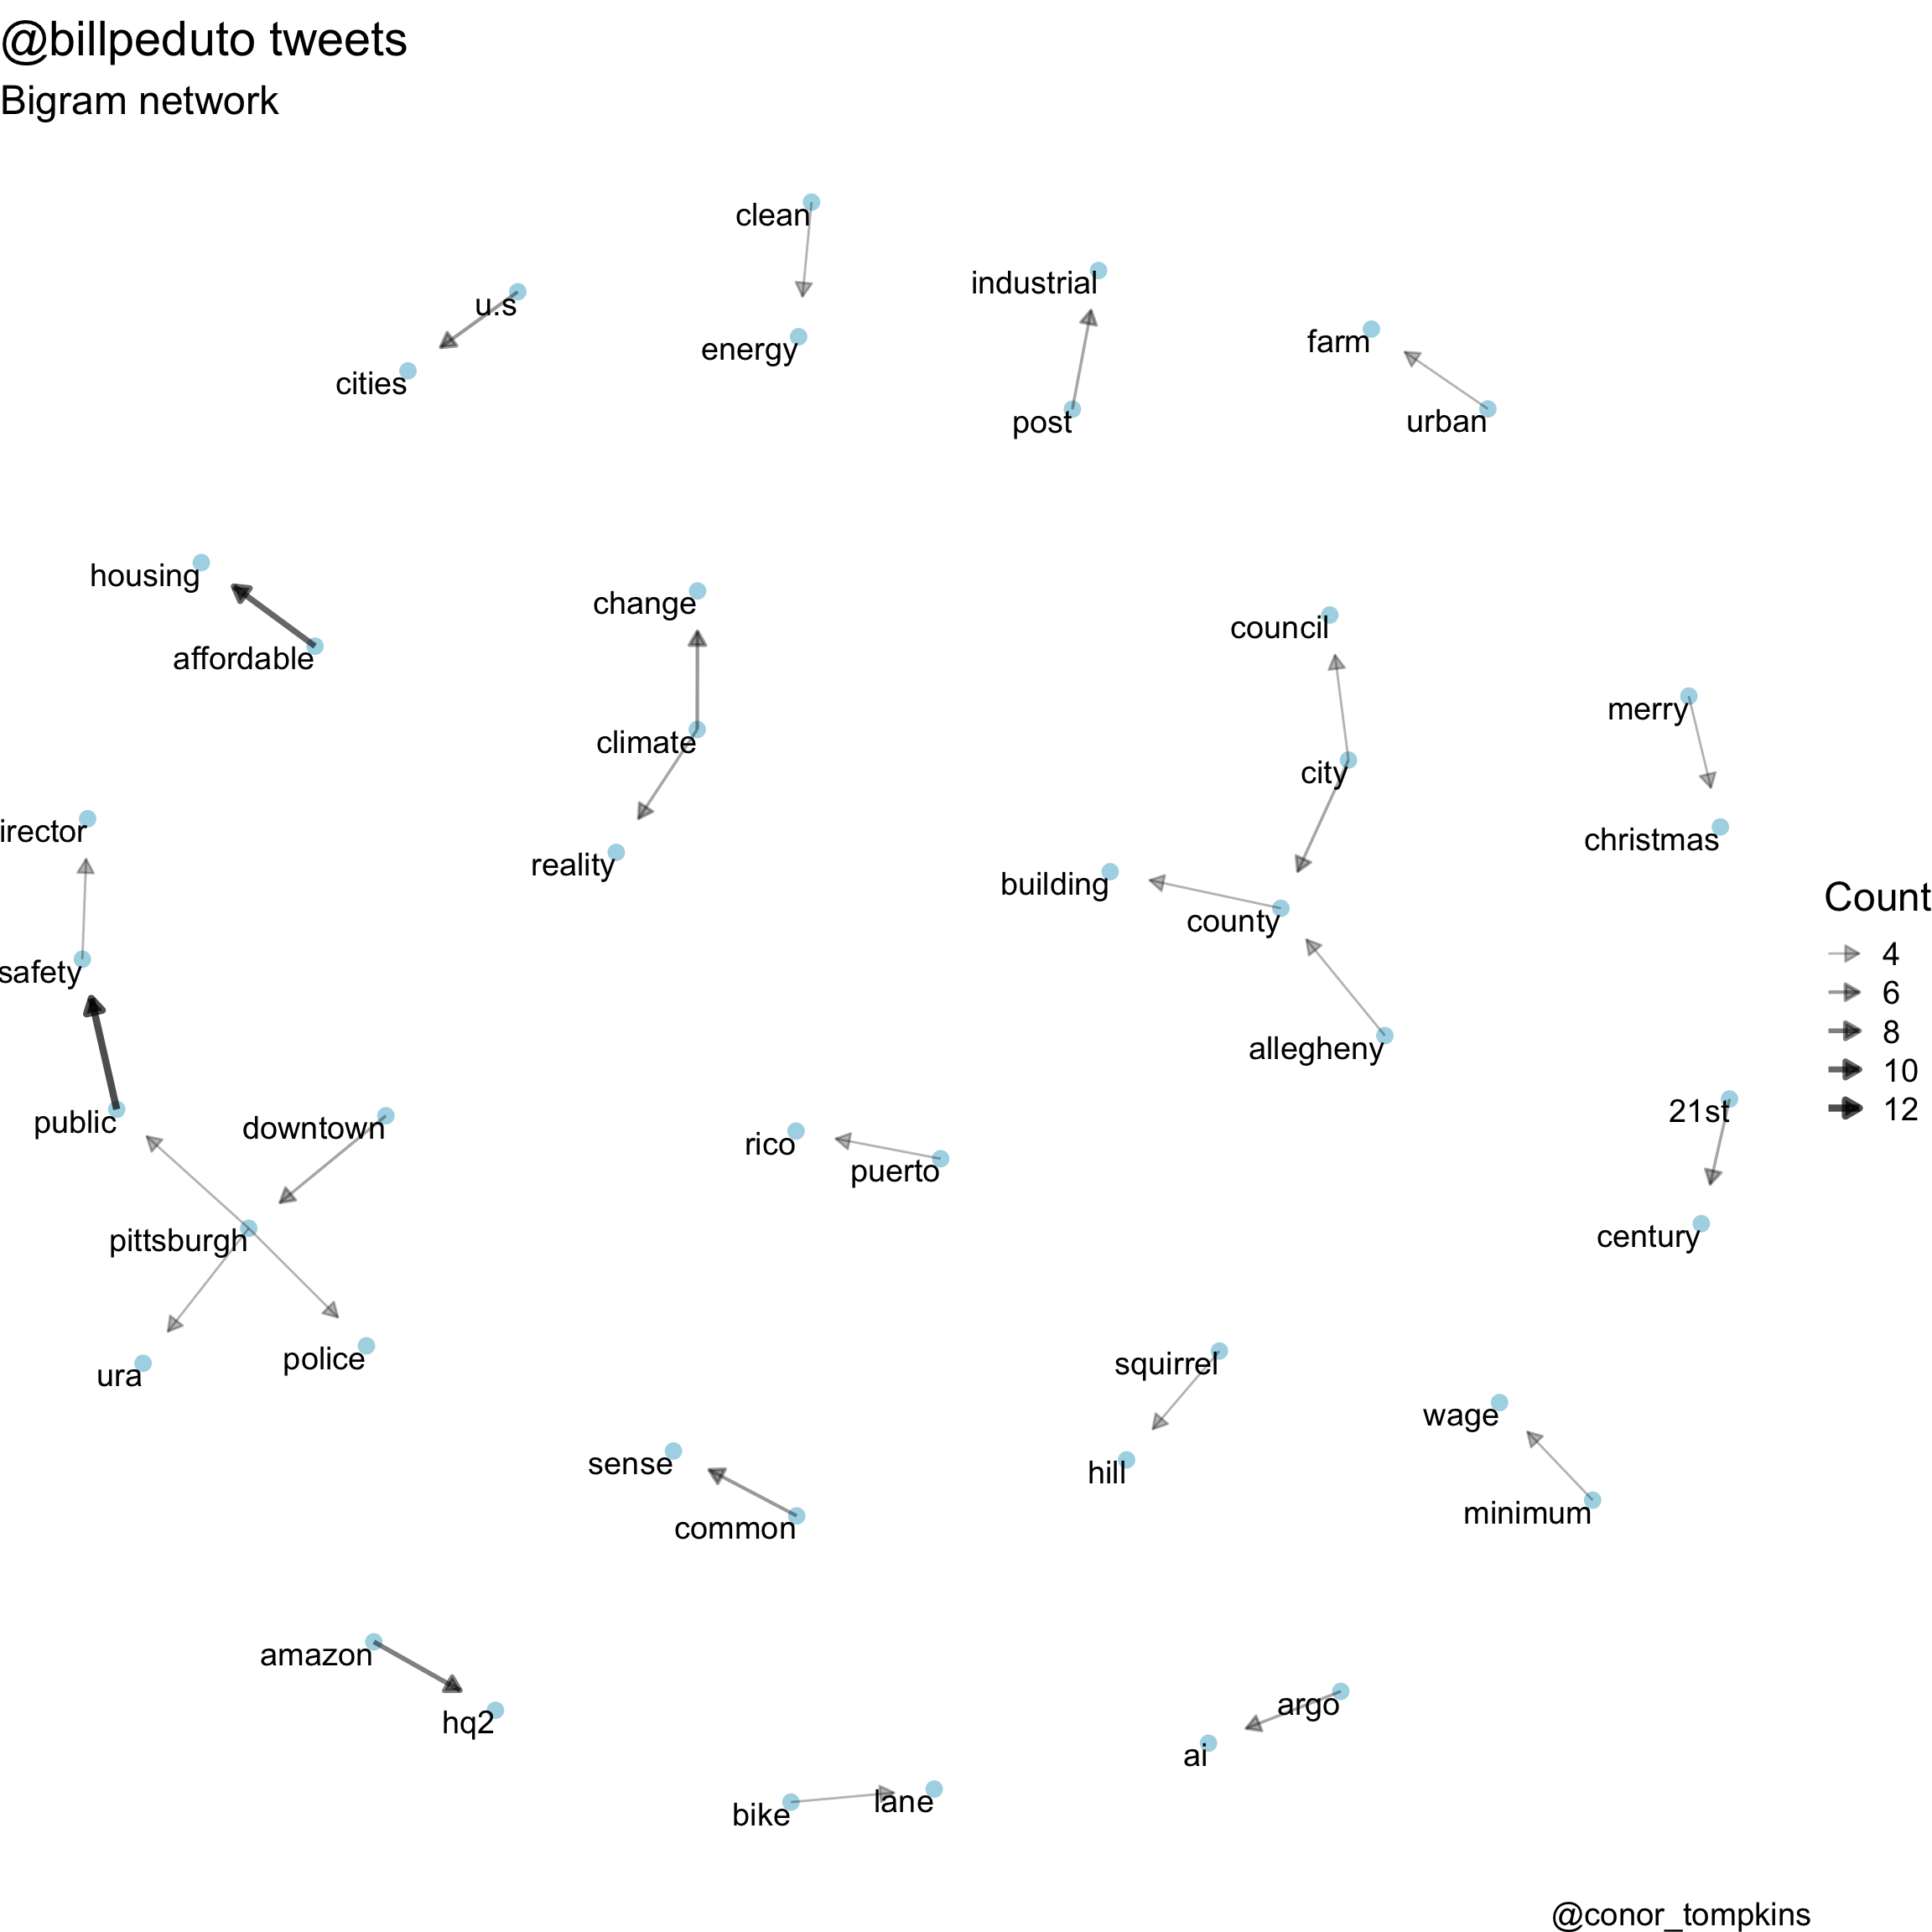 @billpeduto tweets
Bigram network
clean
industrial
u.s
farm
energy
cities
post
urban
housing
change
council
affordable
merry
climate
city
irector
christmas
reality
building
Count
county
safety
4
6
8
allegheny
10
12
public
downtown
21st
rico
puerto
pittsburgh
century
police
squirrel
ura
wage
sense
hill
common
minimum
amazon
argo
hq2
ai
lane
bike
@conor_tompkins